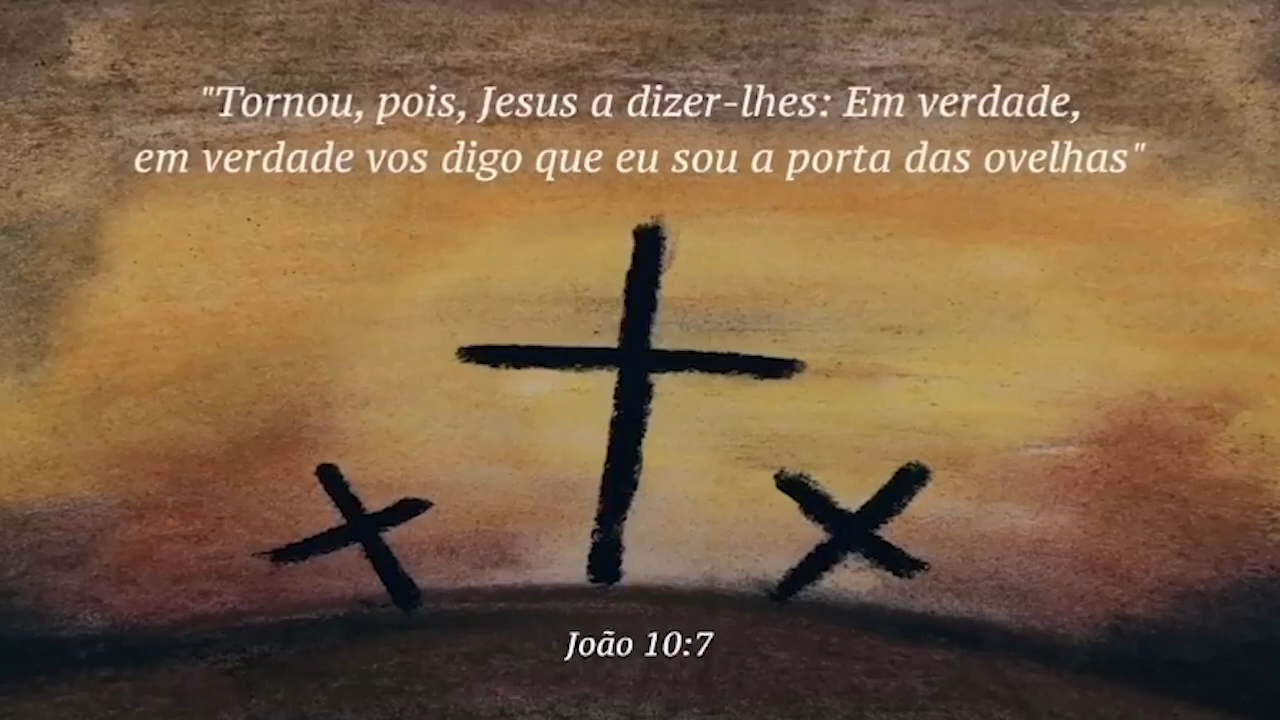 "Tornou, pois, Jesus a dizer-lhes: Em verdade,
em verdade vos digo que eu sou a porta das ovelhas"
João 10:7